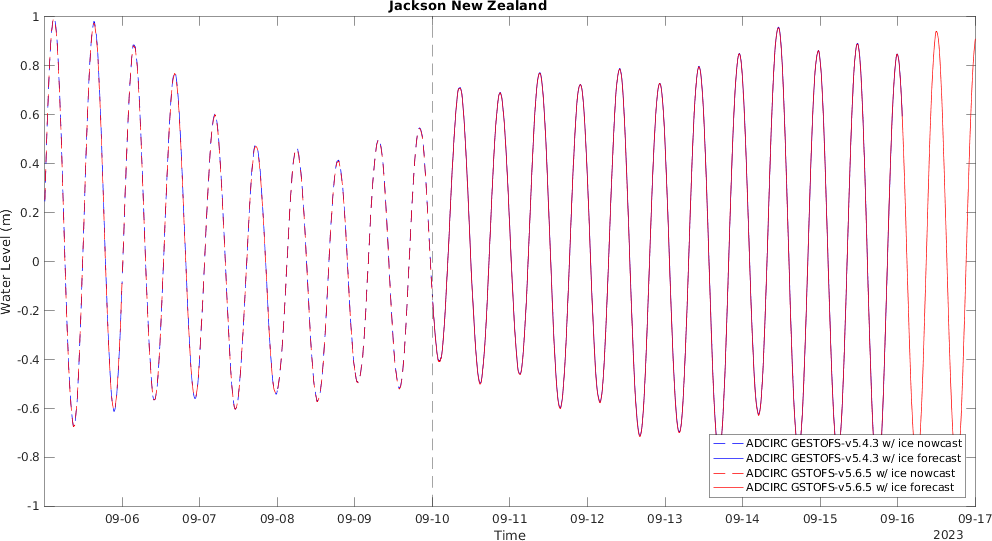 Jackson New Zealand
Water Level (m)
1
0.8
0.6
0.4
0.2
0
-0.2
-0.4
-0.6
-0.8
-1
ADCIRC GESTOFS-v5.4.3 w/ ice nowcast
ADCIRC GESTOFS-v5.4.3 w/ ice forecast
ADCIRC GSTOFS-v5.6.5 w/ ice nowcast
ADCIRC GSTOFS-v5.6.5 w/ ice forecast
09-06 09-07 09-08 09-09 09-10 09-11 09-12 09-13 09-14 09-15 09-16 09-17
Time
2023